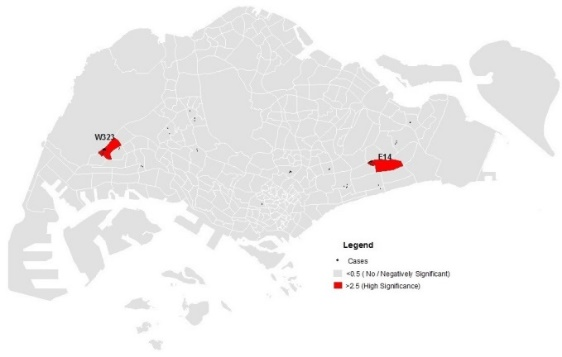 W323
E14
Legend
Cases
<0.5 ( No / Negatively Significant)
>2.5 (High Significance)